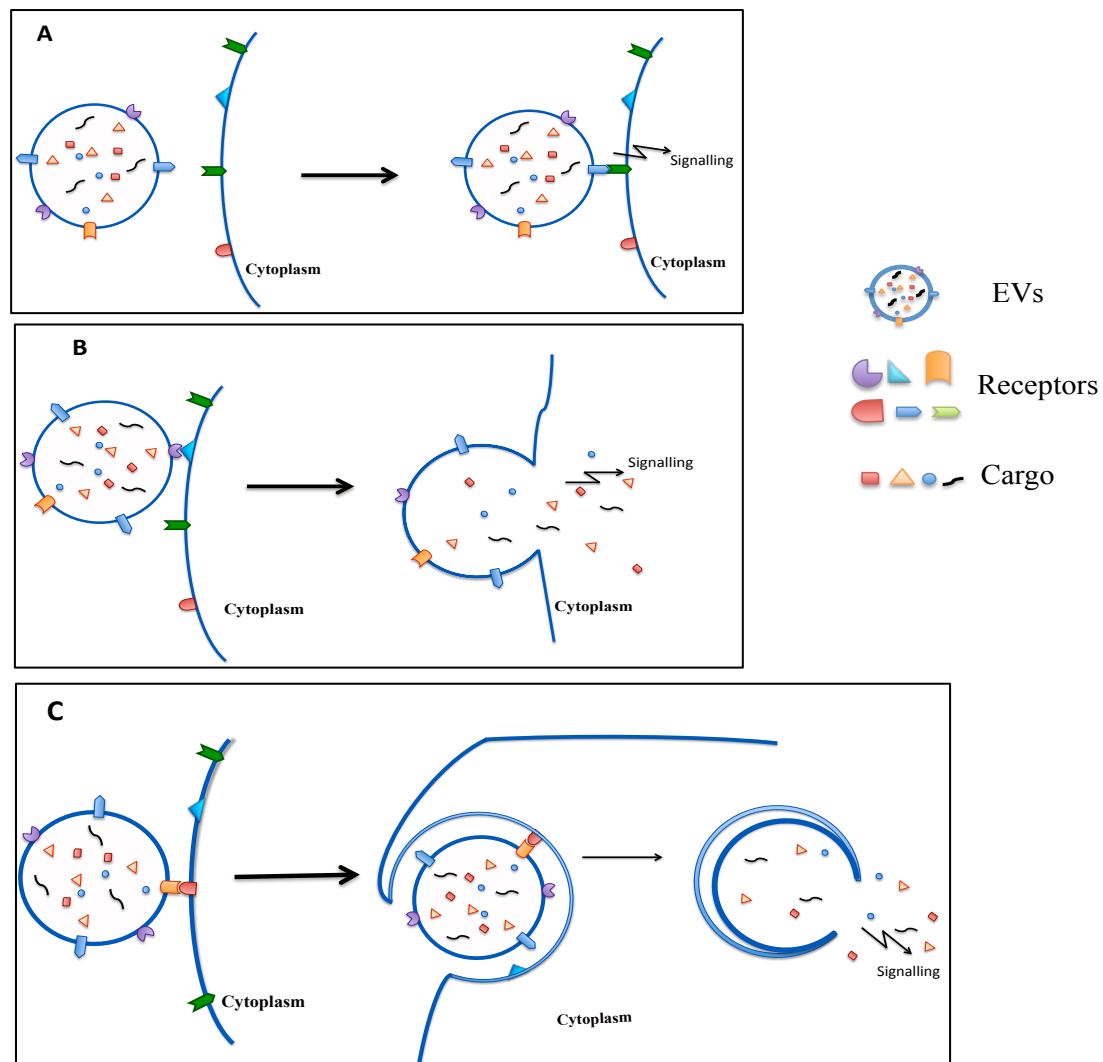 A
Signalling
Cytoplasm
Cytoplasm
EVs
Receptors
Cargo
B
Signalling
Cytoplasm
Cytoplasm
C
Cytoplasm
Signalling
Cytoplasm